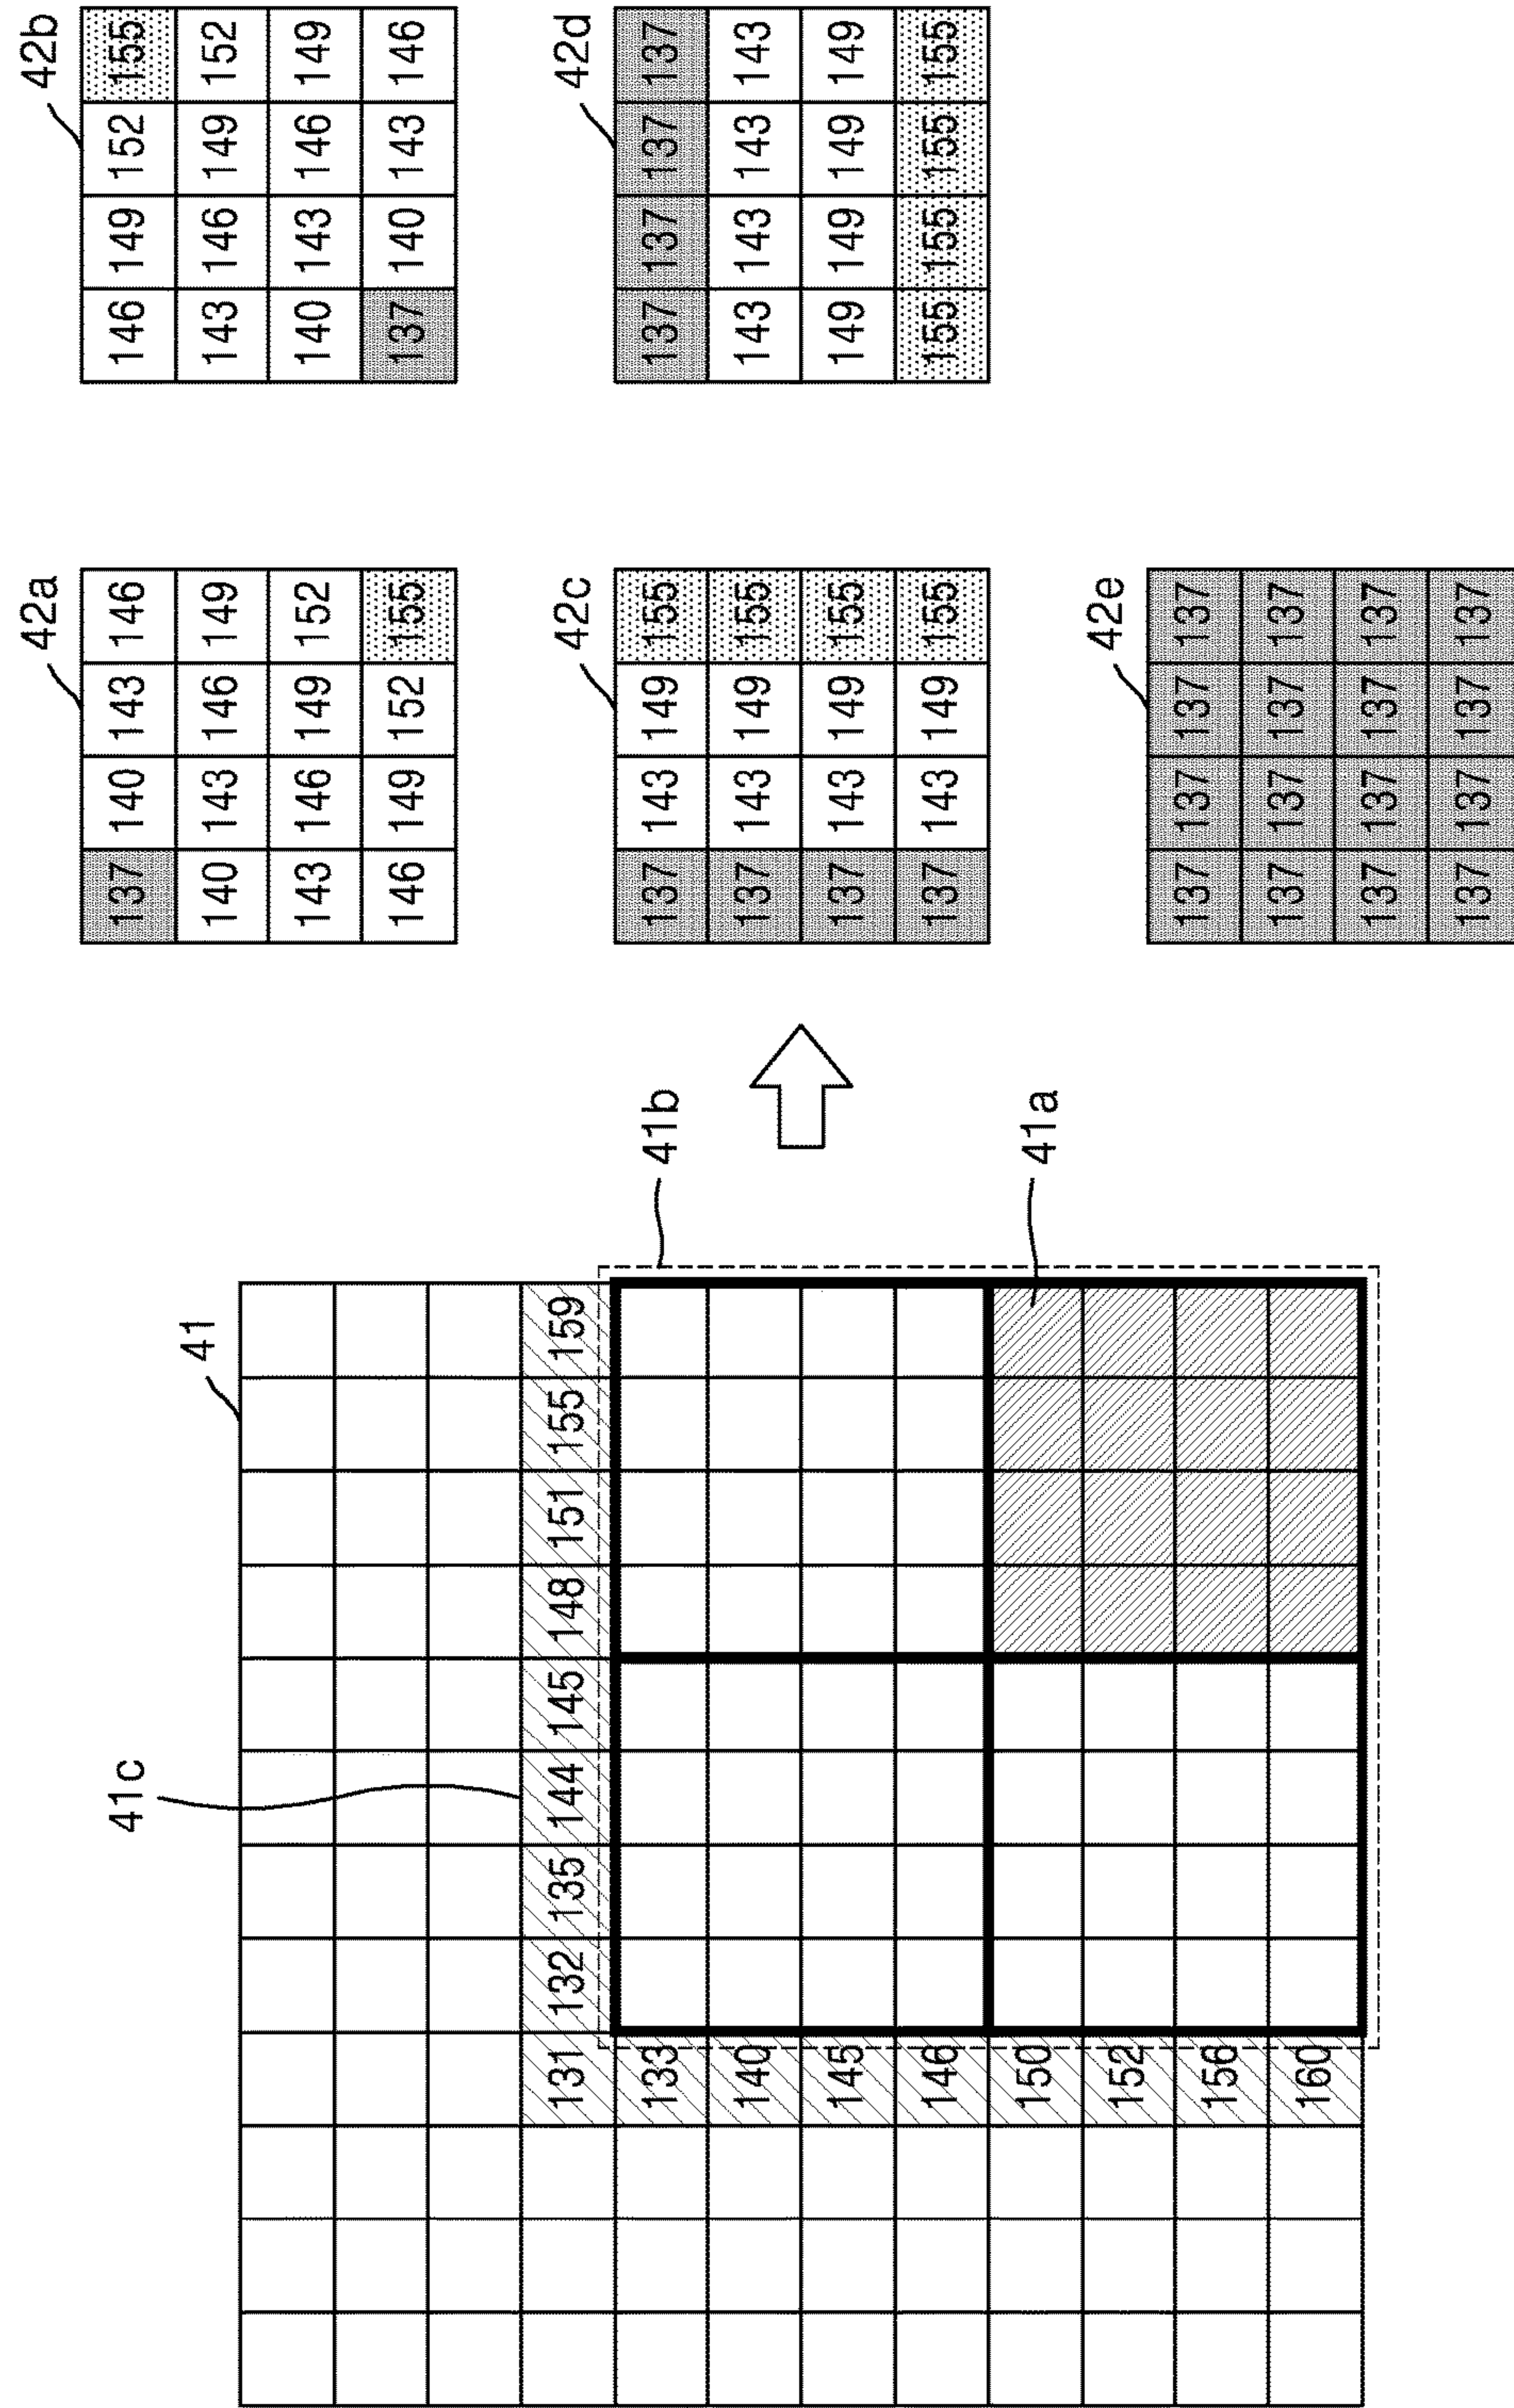 41c
41
131 132 135 144 145 148 151 155 159
133
140
145
146
150
152
156
160
41b
41a
42a
137 140 143 146
140 143 146 149
143 146 149 152
146 149 152 155
42b
146 149 152 155
143 146 149 152
140 143 146 149
137 140 143 146
42c
137 143 149 155
137 143 149 155
137 143 149 155
137 143 149 155
42d
137 137 137 137
143 143 143 143
149 149 149 149
155 155 155 155
42e
137 137 137 137
137 137 137 137
137 137 137 137
137 137 137 137